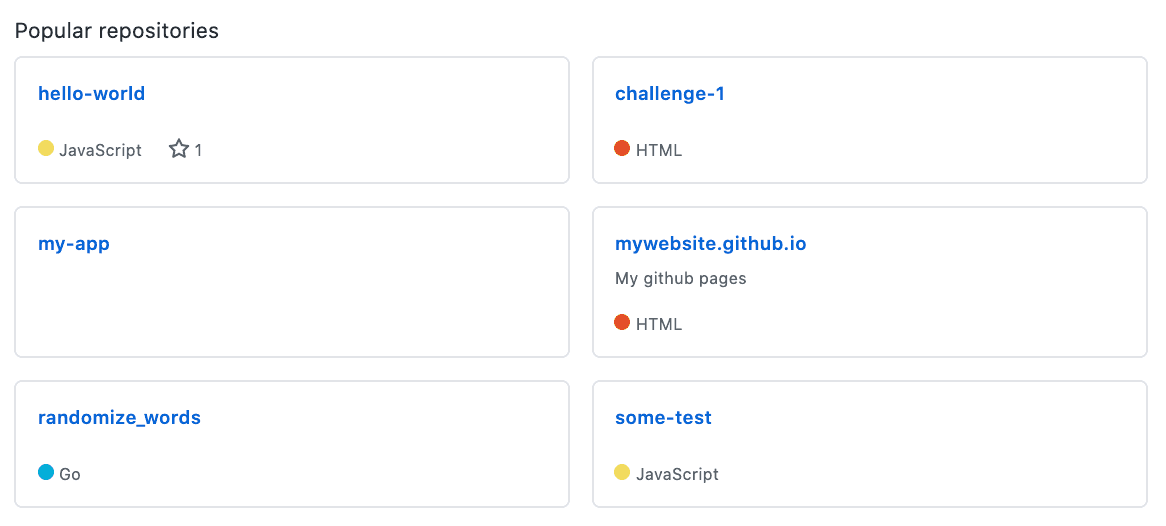 Popular repositories
hello-world
JavaScript 1
challenge-1
HTML
my-app
mywebsite.github.io
My github pages
HTML
randomize_words
Go
some-test
JavaScript